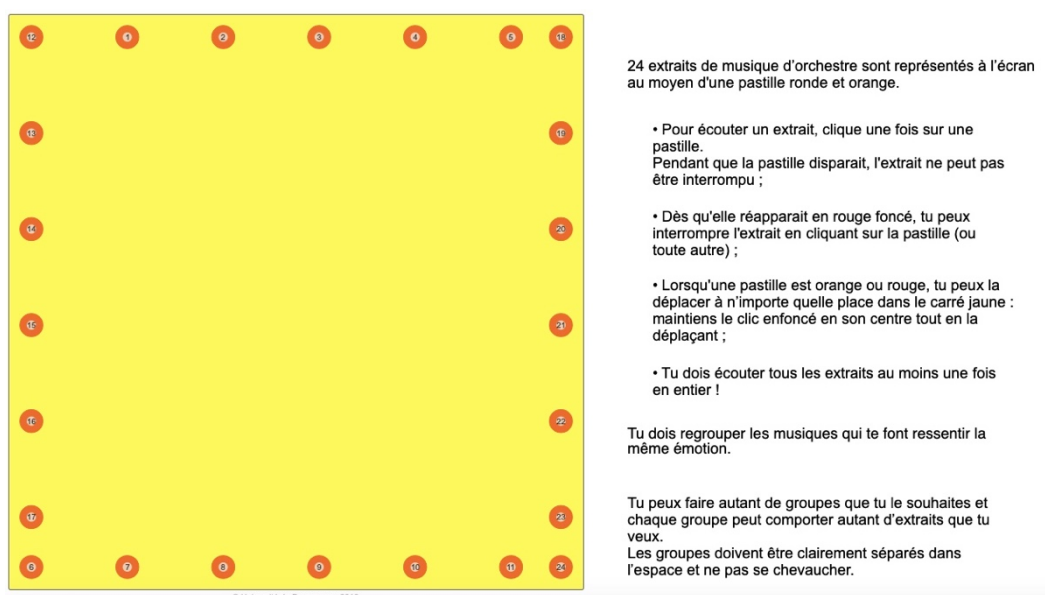 12 1 2 3 4 5 18
13 19
14 20
15 21
16 22
17 23
6 7 8 9 10 11 24
24 extraits de musique d'orchestre sont représentés à l'écran
au moyen d'une pastille ronde et orange.
• Pour écouter un extrait, clique une fois sur une
pastille.
Pendant que la pastille disparait, l'extrait ne peut pas
être interrompu ;
• Dès qu'elle réapparait en rouge foncé, tu peux
interrompre l'extrait en cliquant sur la pastille (ou
toute autre) ;
• Lorsqu'une pastille est orange ou rouge, tu peux la
déplacer à n'importe quelle place dans le carré jaune :
maintiens le clic enfoncé en son centre tout en la
déplaçant ;
• Tu dois écouter tous les extraits au moins une fois
en entier !
Tu dois regrouper les musiques qui te font ressentir la
même émotion.
Tu peux faire autant de groupes que tu le souhaites et
chaque groupe peut comporter autant d'extraits que tu
veux.
Les groupes doivent être clairement séparés dans
l'espace et ne pas se chevaucher.